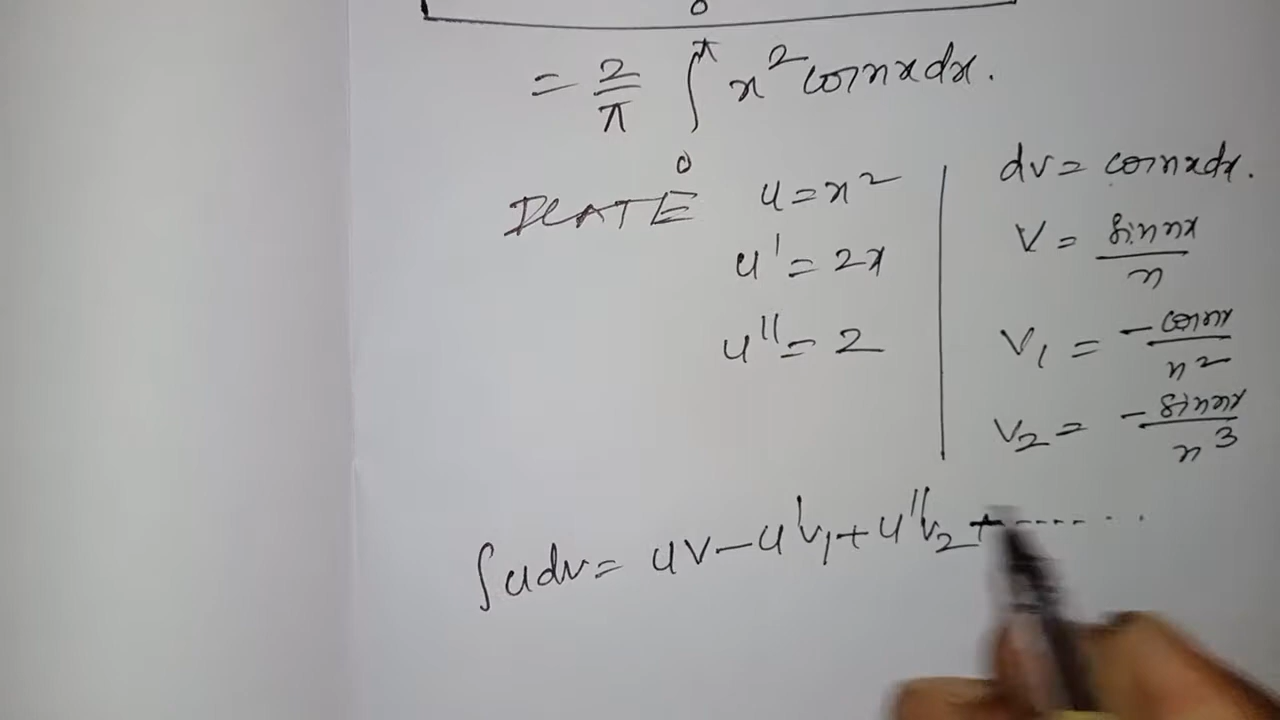 0
= 2/π ∫₀^π x² cos nx dx.
ILATE u = x² | dv = cos nx dx.
u' = 2x | v = sin nx / n
u'' = 2 | v₁ = -cos nx / n²
v₂ = -sin nx / n³
∫u dv = uv - u'v₁ + u''v₂ + ......